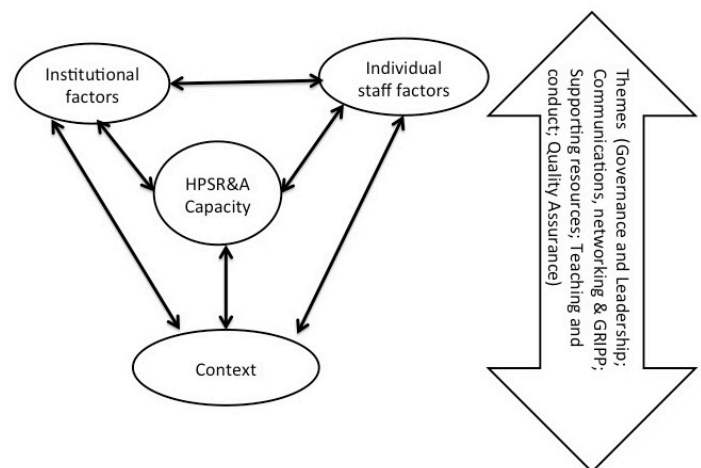 Institutional
factors
Individual
staff factors
HPSR&A
Capacity
Context
Themes (Governance and Leadership;
Communications, networking & GRIPP;
Supporting resources; Teaching and
conduct; Quality Assurance)